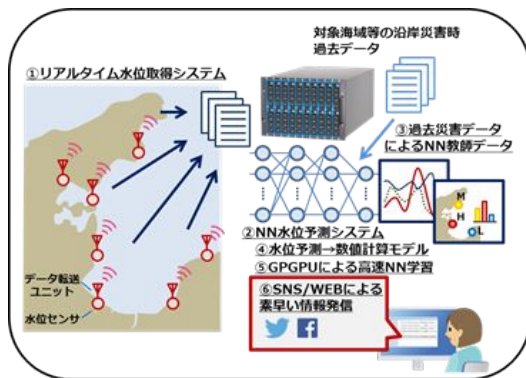 対象海域等の沿岸災害時
過去データ
①リアルタイム水位取得システム
③過去災害データ
によるNN教師データ
M
H
L
②NN水位予測システム
④水位予測→数値計算モデル
⑤GPGPUによる高速NN学習
⑥SNS/WEBによる
素早い情報発信
データ転送
ユニット
水位センサ